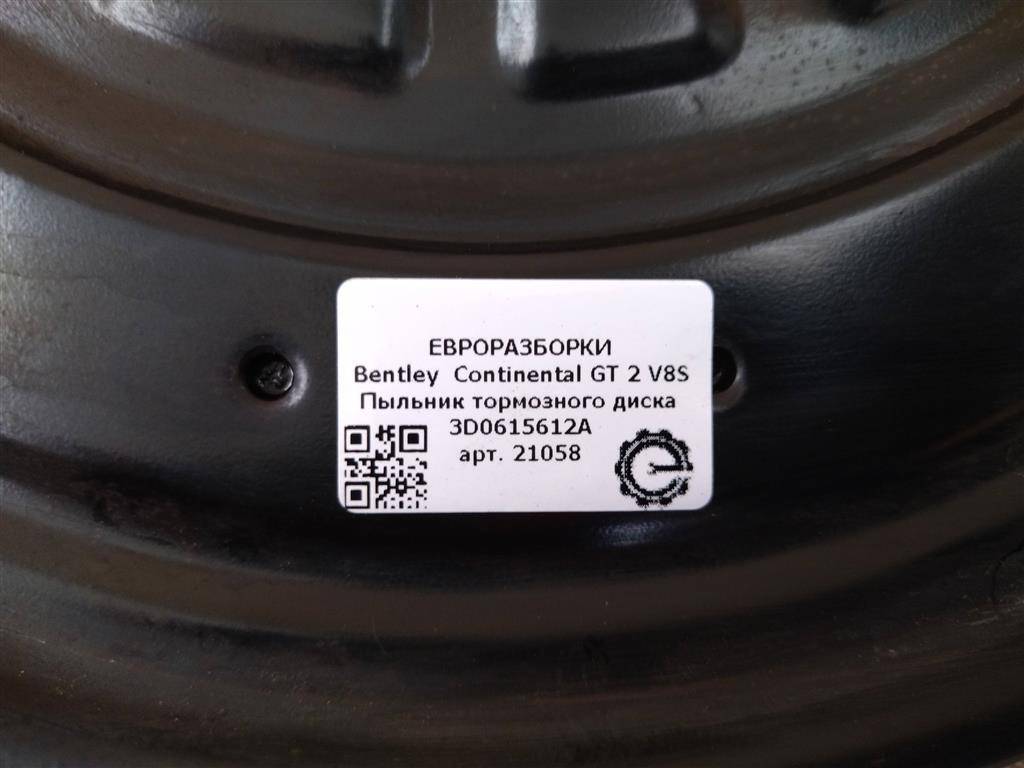 ЕВРОРАЗБОРКИ
Bentley Continental GT 2 V8S
Пыльник тормозного диска
3D0615612A
арт. 21058